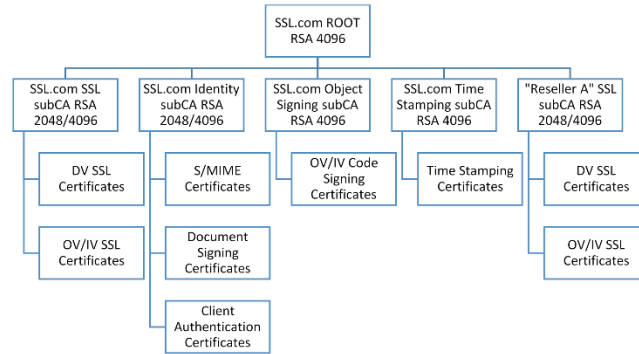 SSL.com ROOT
RSA 4096
SSL.com SSL
subCA RSA
2048/4096
SSL.com Identity
subCA RSA
2048/4096
SSL.com Object
Signing subCA
RSA 4096
SSL.com Time
Stamping subCA
RSA 4096
"Reseller A" SSL
subCA RSA
2048/4096
DV SSL
Certificates
OV/IV SSL
Certificates
S/MIME
Certificates
Document
Signing
Certificates
Client
Authentication
Certificates
OV/IV Code
Signing
Certificates
Time Stamping
Certificates
DV SSL
Certificates
OV/IV SSL
Certificates